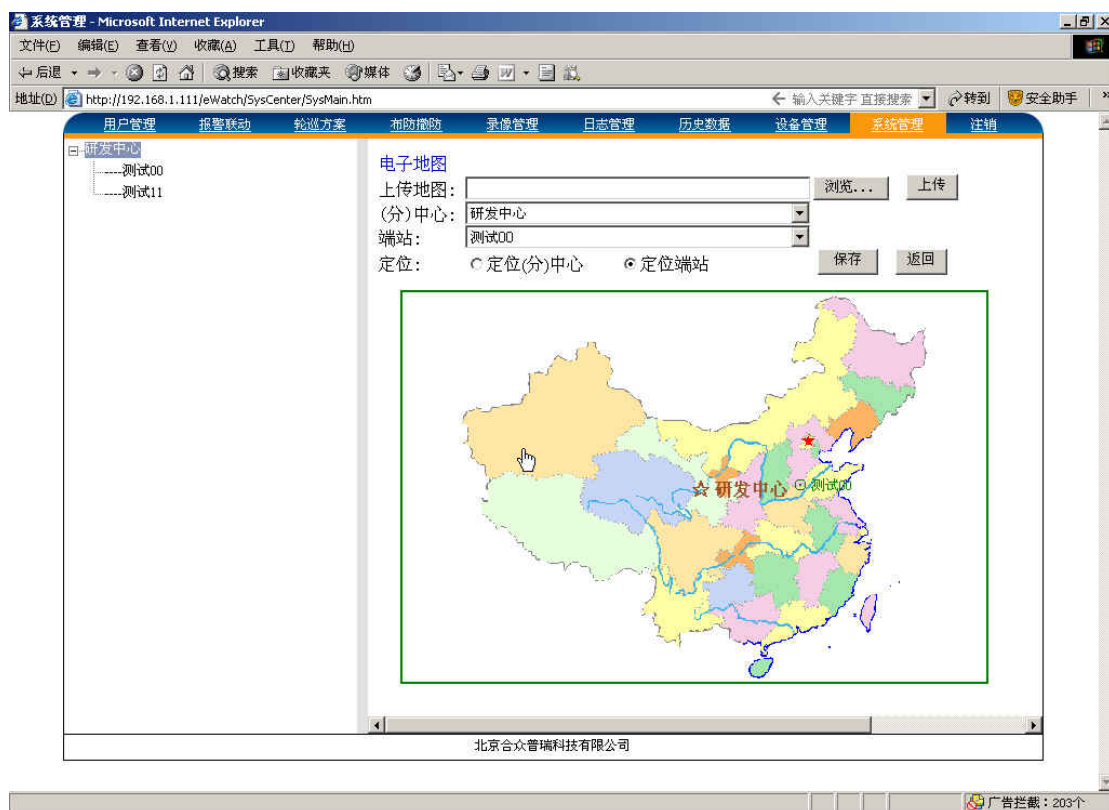 系统管理 - Microsoft Internet Explorer
文件(F) 编辑(E) 查看(V) 收藏(A) 工具(T) 帮助(H)
后退 搜索 收藏夹 媒体
地址(D) http://192.168.1.111/eWatch/SysCenter/SysMain.htm 输入关键字 直接搜索 转到 安全助手 »
用户管理 报警联动 轮巡方案 布防撤防 录像管理 日志管理 历史数据 设备管理 系统管理 注销
研发中心
----测试00
----测试11
电子地图
上传地图: 浏览... 上传
(分)中心: 研发中心
端站: 测试00
定位: 定位(分)中心 定位端站 保存 返回
研发中心 测试00
北京合众普瑞科技有限公司
广告拦截:203个